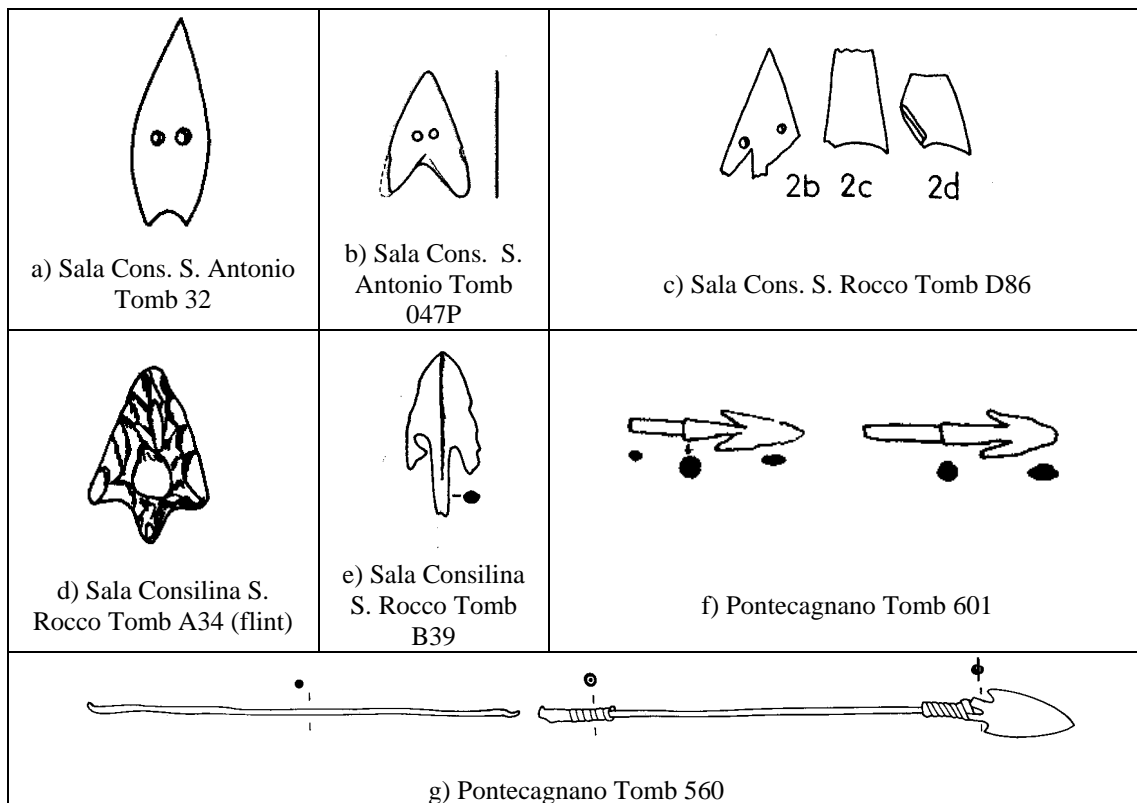 a) Sala Cons. S. Antonio
Tomb 32
b) Sala Cons. S.
Antonio Tomb
047P
2b 2c 2d
c) Sala Cons. S. Rocco Tomb D86
d) Sala Consilina S.
Rocco Tomb A34 (flint)
e) Sala Consilina
S. Rocco Tomb
B39
f) Pontecagnano Tomb 601
g) Pontecagnano Tomb 560